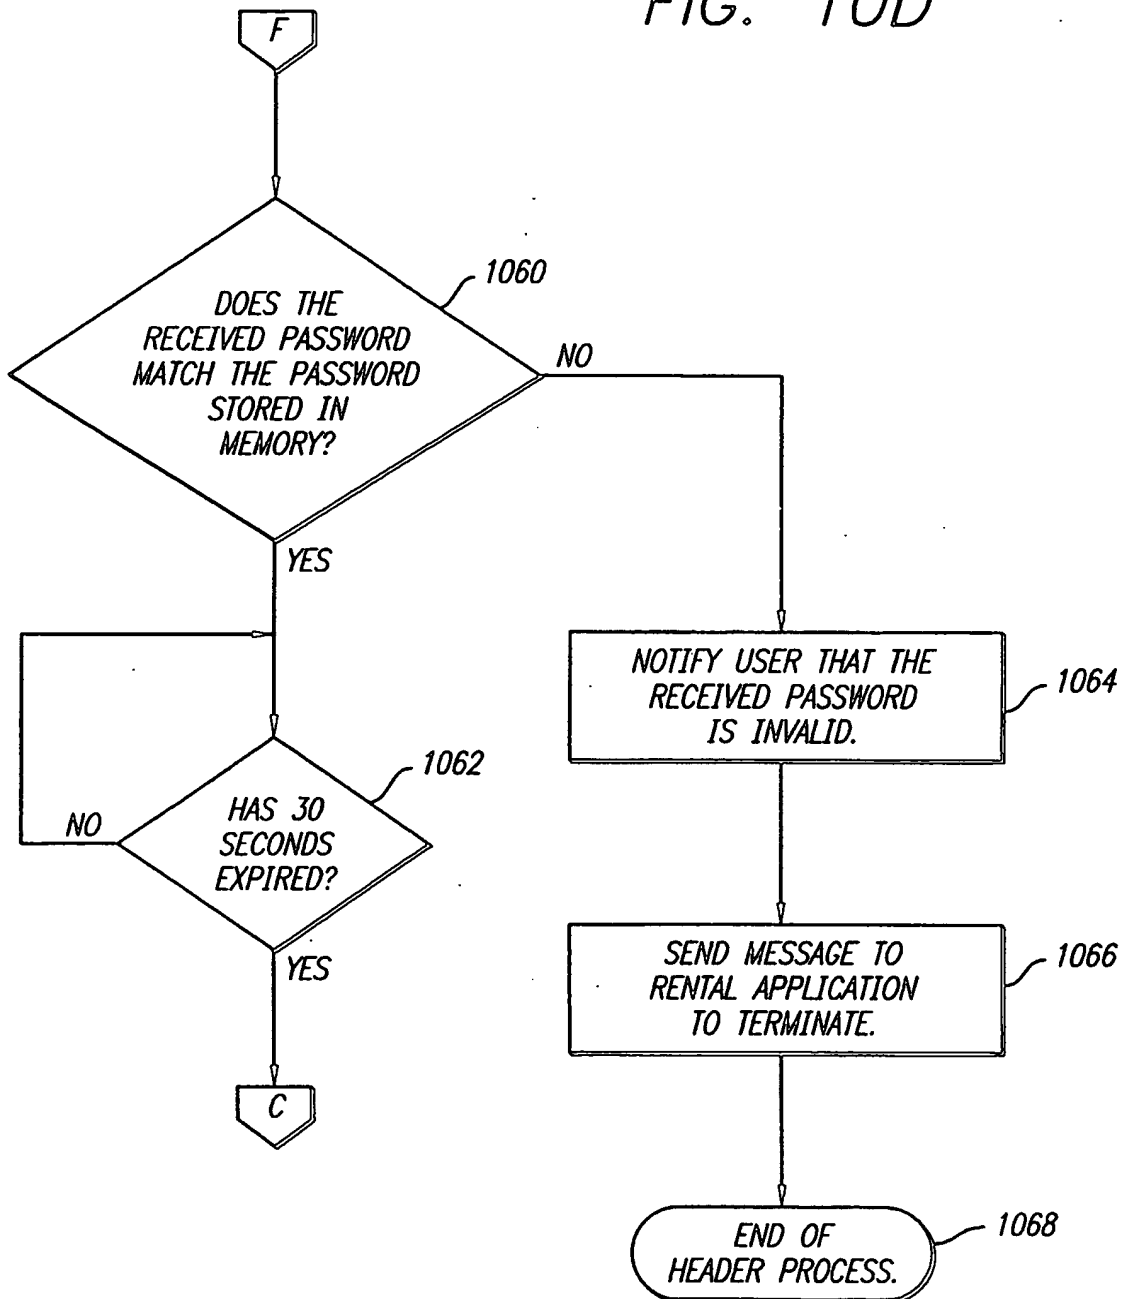 FIG. 10D
F
1060
DOES THE
RECEIVED PASSWORD
MATCH THE PASSWORD
STORED IN
MEMORY?
NO
YES
NOTIFY USER THAT THE
RECEIVED PASSWORD
IS INVALID.
1064
1062
HAS 30
SECONDS
EXPIRED?
NO
YES
SEND MESSAGE TO
RENTAL APPLICATION
TO TERMINATE.
1066
C
END OF
HEADER PROCESS.
1068